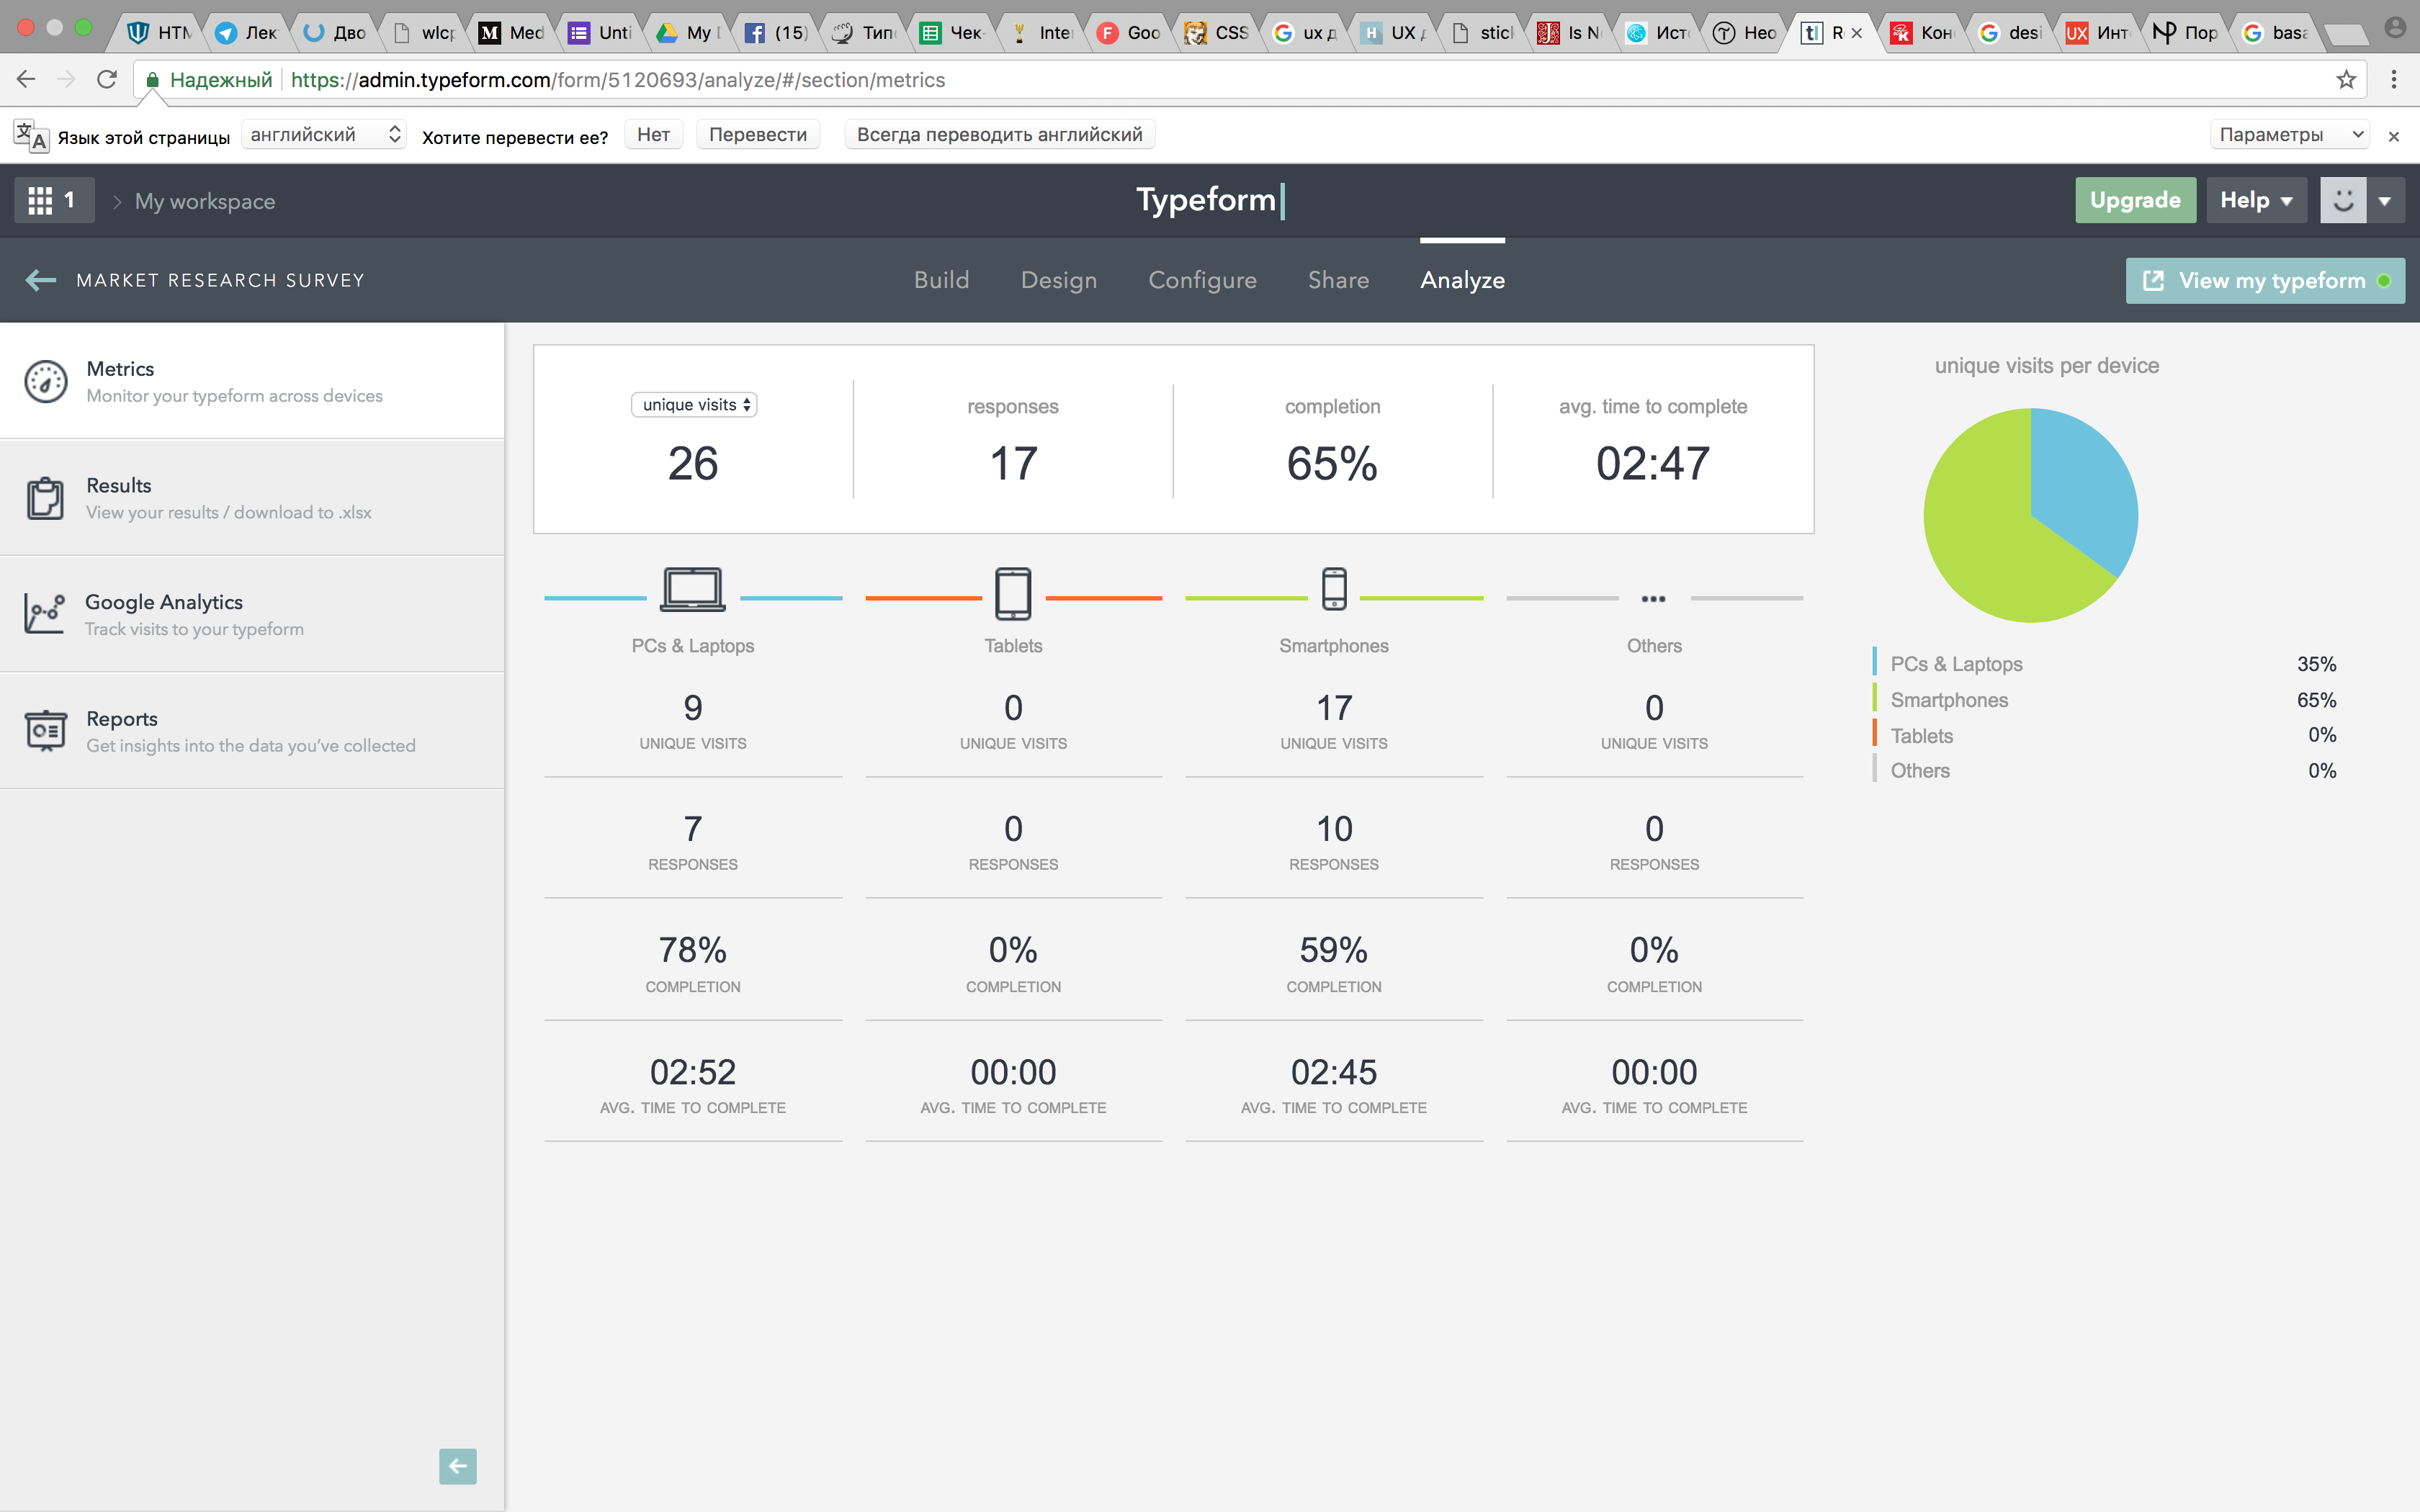 HTM Лек Дво wlcp Med Unti My D (15) Типо Чек- Inte Goo CSS ux д UX д stick Is N Ист Нео R Кон desi Инт Пор basa
Надежный https://admin.typeform.com/form/5120693/analyze/#/section/metrics
Язык этой страницы английский Хотите перевести ее? Нет Перевести Всегда переводить английский Параметры
1 My workspace Typeform Upgrade Help
MARKET RESEARCH SURVEY Build Design Configure Share Analyze View my typeform
Metrics
Monitor your typeform across devices
Results
View your results / download to .xlsx
Google Analytics
Track visits to your typeform
Reports
Get insights into the data you've collected
unique visits responses completion avg. time to complete
26 17 65% 02:47
PCs & Laptops Tablets Smartphones Others
9 0 17 0
UNIQUE VISITS UNIQUE VISITS UNIQUE VISITS UNIQUE VISITS
7 0 10 0
RESPONSES RESPONSES RESPONSES RESPONSES
78% 0% 59% 0%
COMPLETION COMPLETION COMPLETION COMPLETION
02:52 00:00 02:45 00:00
AVG. TIME TO COMPLETE AVG. TIME TO COMPLETE AVG. TIME TO COMPLETE AVG. TIME TO COMPLETE
unique visits per device
PCs & Laptops 35%
Smartphones 65%
Tablets 0%
Others 0%